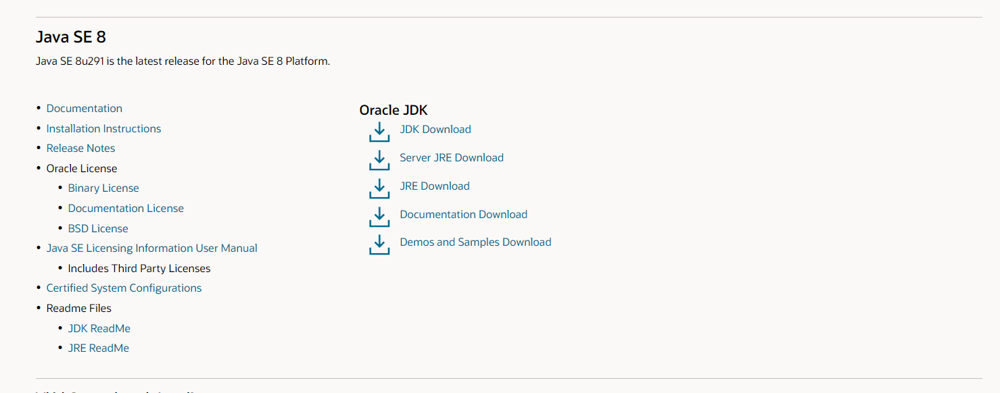 Java SE 8
Java SE 8u291 is the latest release for the Java SE 8 Platform.
Documentation
Installation Instructions
Release Notes
Oracle License
Binary License
Documentation License
BSD License
Java SE Licensing Information User Manual
Includes Third Party Licenses
Certified System Configurations
Readme Files
JDK ReadMe
JRE ReadMe
Oracle JDK
JDK Download
Server JRE Download
JRE Download
Documentation Download
Demos and Samples Download